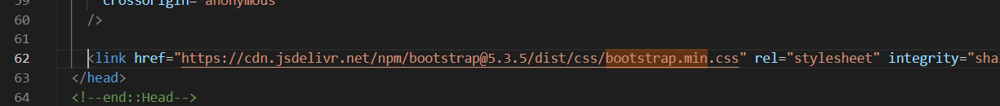 crossorigin="anonymous"
60 />
61
62 <link href="https://cdn.jsdelivr.net/npm/bootstrap@5.3.5/dist/css/bootstrap.min.css" rel="stylesheet" integrity="sha
63 </head>
64 <!--end::Head-->